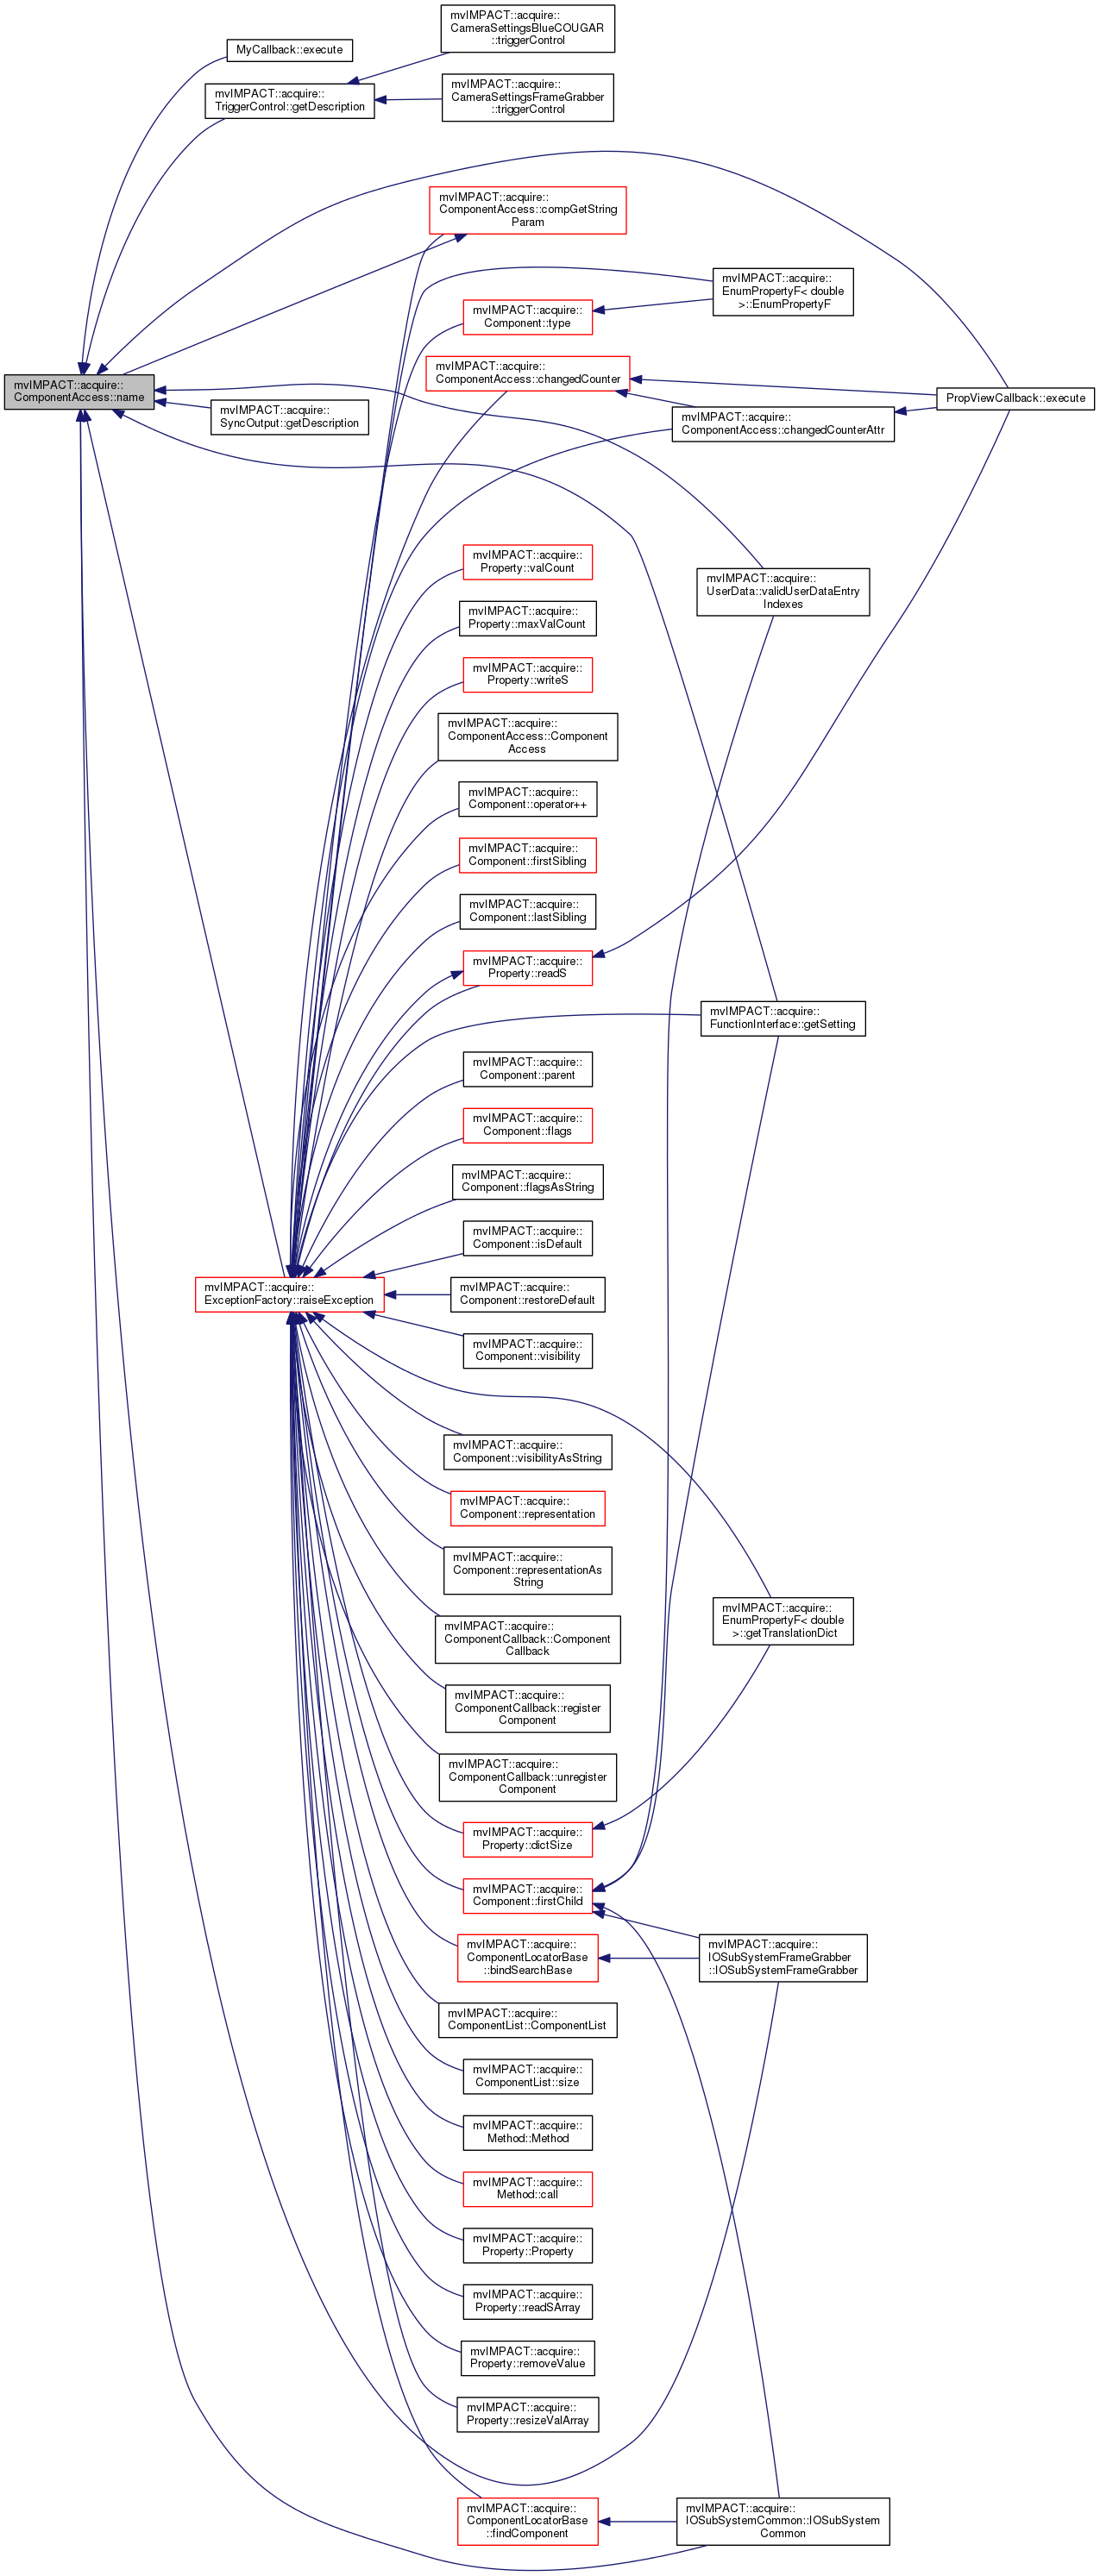 mvIMPACT::acquire::
CameraSettingsBlueCOUGAR
::triggerControl
MyCallback::execute
mvIMPACT::acquire::
TriggerControl::getDescription
mvIMPACT::acquire::
CameraSettingsFrameGrabber
::triggerControl
mvIMPACT::acquire::
ComponentAccess::compGetString
Param
mvIMPACT::acquire::
EnumPropertyF< double
>::EnumPropertyF
mvIMPACT::acquire::
Component::type
mvIMPACT::acquire::
ComponentAccess::changedCounter
mvIMPACT::acquire::
ComponentAccess::name
PropViewCallback::execute
mvIMPACT::acquire::
SyncOutput::getDescription
mvIMPACT::acquire::
ComponentAccess::changedCounterAttr
mvIMPACT::acquire::
Property::valCount
mvIMPACT::acquire::
UserData::validUserDataEntry
Indexes
mvIMPACT::acquire::
Property::maxValCount
mvIMPACT::acquire::
Property::writeS
mvIMPACT::acquire::
ComponentAccess::Component
Access
mvIMPACT::acquire::
Component::operator++
mvIMPACT::acquire::
Component::firstSibling
mvIMPACT::acquire::
Component::lastSibling
mvIMPACT::acquire::
Property::readS
mvIMPACT::acquire::
FunctionInterface::getSetting
mvIMPACT::acquire::
Component::parent
mvIMPACT::acquire::
Component::flags
mvIMPACT::acquire::
Component::flagsAsString
mvIMPACT::acquire::
Component::isDefault
mvIMPACT::acquire::
ExceptionFactory::raiseException
mvIMPACT::acquire::
Component::restoreDefault
mvIMPACT::acquire::
Component::visibility
mvIMPACT::acquire::
Component::visibilityAsString
mvIMPACT::acquire::
Component::representation
mvIMPACT::acquire::
Component::representationAs
String
mvIMPACT::acquire::
EnumPropertyF< double
>::getTranslationDict
mvIMPACT::acquire::
ComponentCallback::Component
Callback
mvIMPACT::acquire::
ComponentCallback::register
Component
mvIMPACT::acquire::
ComponentCallback::unregister
Component
mvIMPACT::acquire::
Property::dictSize
mvIMPACT::acquire::
Component::firstChild
mvIMPACT::acquire::
ComponentLocatorBase
::bindSearchBase
mvIMPACT::acquire::
IOSubSystemFrameGrabber
::IOSubSystemFrameGrabber
mvIMPACT::acquire::
ComponentList::ComponentList
mvIMPACT::acquire::
ComponentList::size
mvIMPACT::acquire::
Method::Method
mvIMPACT::acquire::
Method::call
mvIMPACT::acquire::
Property::Property
mvIMPACT::acquire::
Property::readSArray
mvIMPACT::acquire::
Property::removeValue
mvIMPACT::acquire::
Property::resizeValArray
mvIMPACT::acquire::
ComponentLocatorBase
::findComponent
mvIMPACT::acquire::
IOSubSystemCommon::IOSubSystem
Common